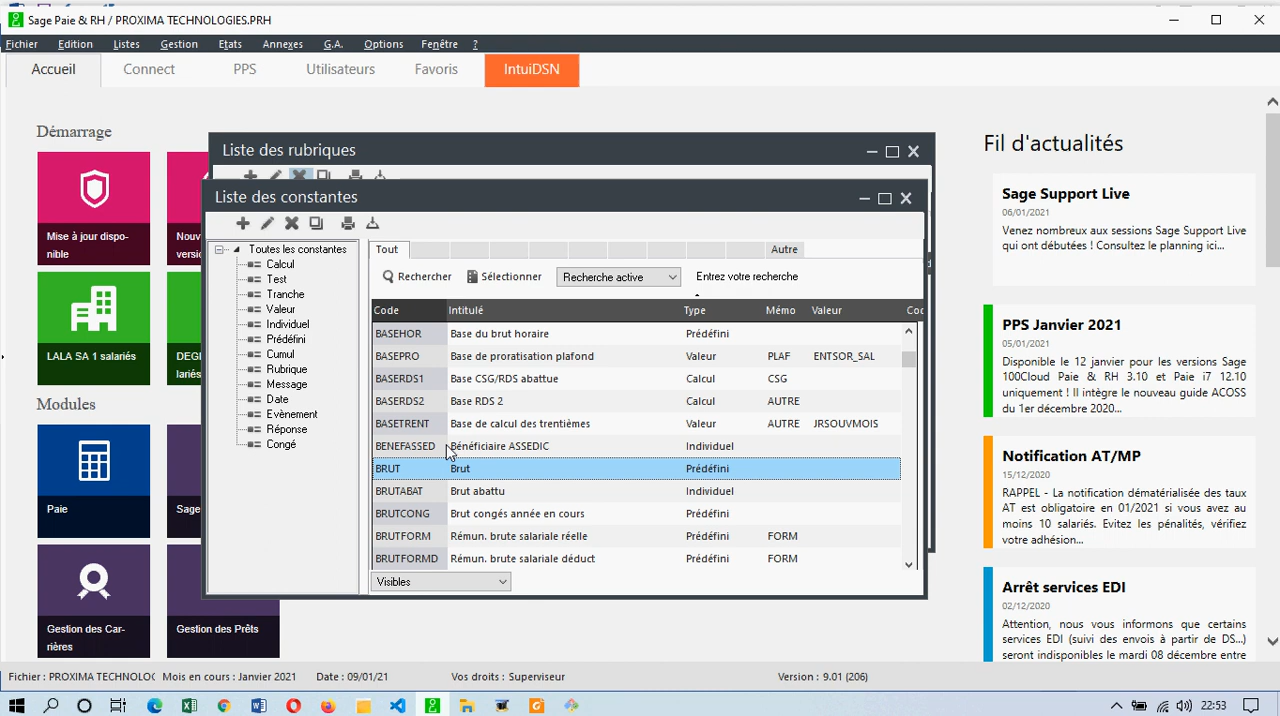 Sage Paie & RH / PROXIMA TECHNOLOGIES.PRH
Fichier Edition Listes Gestion Etats Annexes G.A. Options Fenêtre ?
Accueil Connect PPS Utilisateurs Favoris IntuiDSN
Démarrage
Mise à jour dispo-
nible
Nouv
versic
LALA SA 1 salariés
DEGI
lariés
Modules
Paie
Sage
Gestion des Car-
rières
Gestion des Prêts
Liste des rubriques
Liste des constantes
Toutes les constantes
Calcul
Test
Tranche
Valeur
Individuel
Prédéfini
Cumul
Rubrique
Message
Date
Evènement
Réponse
Congé
Tout Autre
Rechercher Sélectionner Recherche active Entrez votre recherche
Code Intitulé Type Mémo Valeur Coc
BASEHOR Base du brut horaire Prédéfini
BASEPRO Base de proratisation plafond Valeur PLAF ENTSOR_SAL
BASERDS1 Base CSG/RDS abattue Calcul CSG
BASERDS2 Base RDS 2 Calcul AUTRE
BASETRENT Base de calcul des trentièmes Valeur AUTRE JRSOUVMOIS
BENEFASSED Bénéficiaire ASSEDIC Individuel
BRUT Brut Prédéfini
BRUTABAT Brut abattu Individuel
BRUTCONG Brut congés année en cours Prédéfini
BRUTFORM Rémun. brute salariale réelle Prédéfini FORM
BRUTFORMD Rémun. brute salariale déduct Prédéfini FORM
Visibles
Fil d'actualités
Sage Support Live
06/01/2021
Venez nombreux aux sessions Sage Support Live
qui ont débutées ! Consultez le planning ici...
PPS Janvier 2021
05/01/2021
Disponible le 12 janvier pour les versions Sage
100Cloud Paie & RH 3.10 et Paie i7 12.10
uniquement ! Il intègre le nouveau guide ACOSS
du 1er décembre 2020...
Notification AT/MP
15/12/2020
RAPPEL - La notification dématérialisée des taux
AT est obligatoire en 01/2021 si vous avez au
moins 10 salariés. Evitez les pénalités, vérifiez
votre adhésion...
Arrêt services EDI
02/12/2020
Attention, nous vous informons que certains
services EDI (suivi des envois à partir de DS...)
seront indisponibles le mardi 08 décembre entre
Fichier : PROXIMA TECHNOLOC Mois en cours : Janvier 2021 Date : 09/01/21 Vos droits : Superviseur Version : 9.01 (206)
22:53